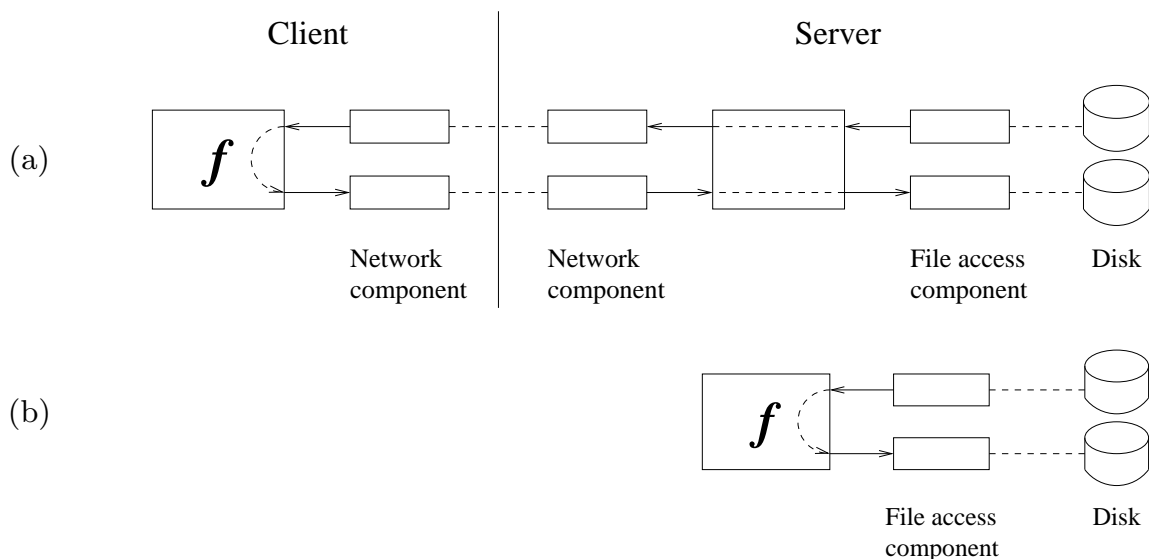 Client
Server
(a)
f
Network
component
Network
component
File access
component
Disk
(b)
f
File access
component
Disk